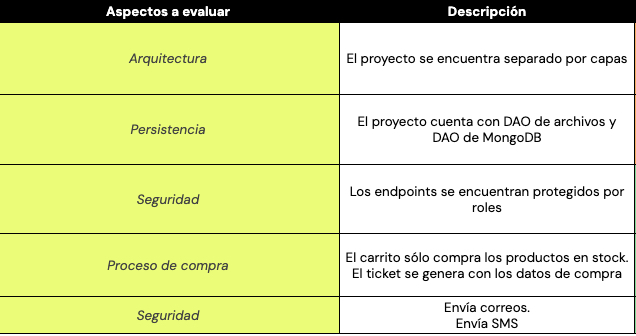 Aspectos a evaluar
Descripción
Arquitectura
El proyecto se encuentra separado por capas
Persistencia
El proyecto cuenta con DAO de archivos y
DAO de MongoDB
Seguridad
Los endpoints se encuentran protegidos por
roles
Proceso de compra
El carrito sólo compra los productos en stock.
El ticket se genera con los datos de compra
Seguridad
Envía correos.
Envía SMS